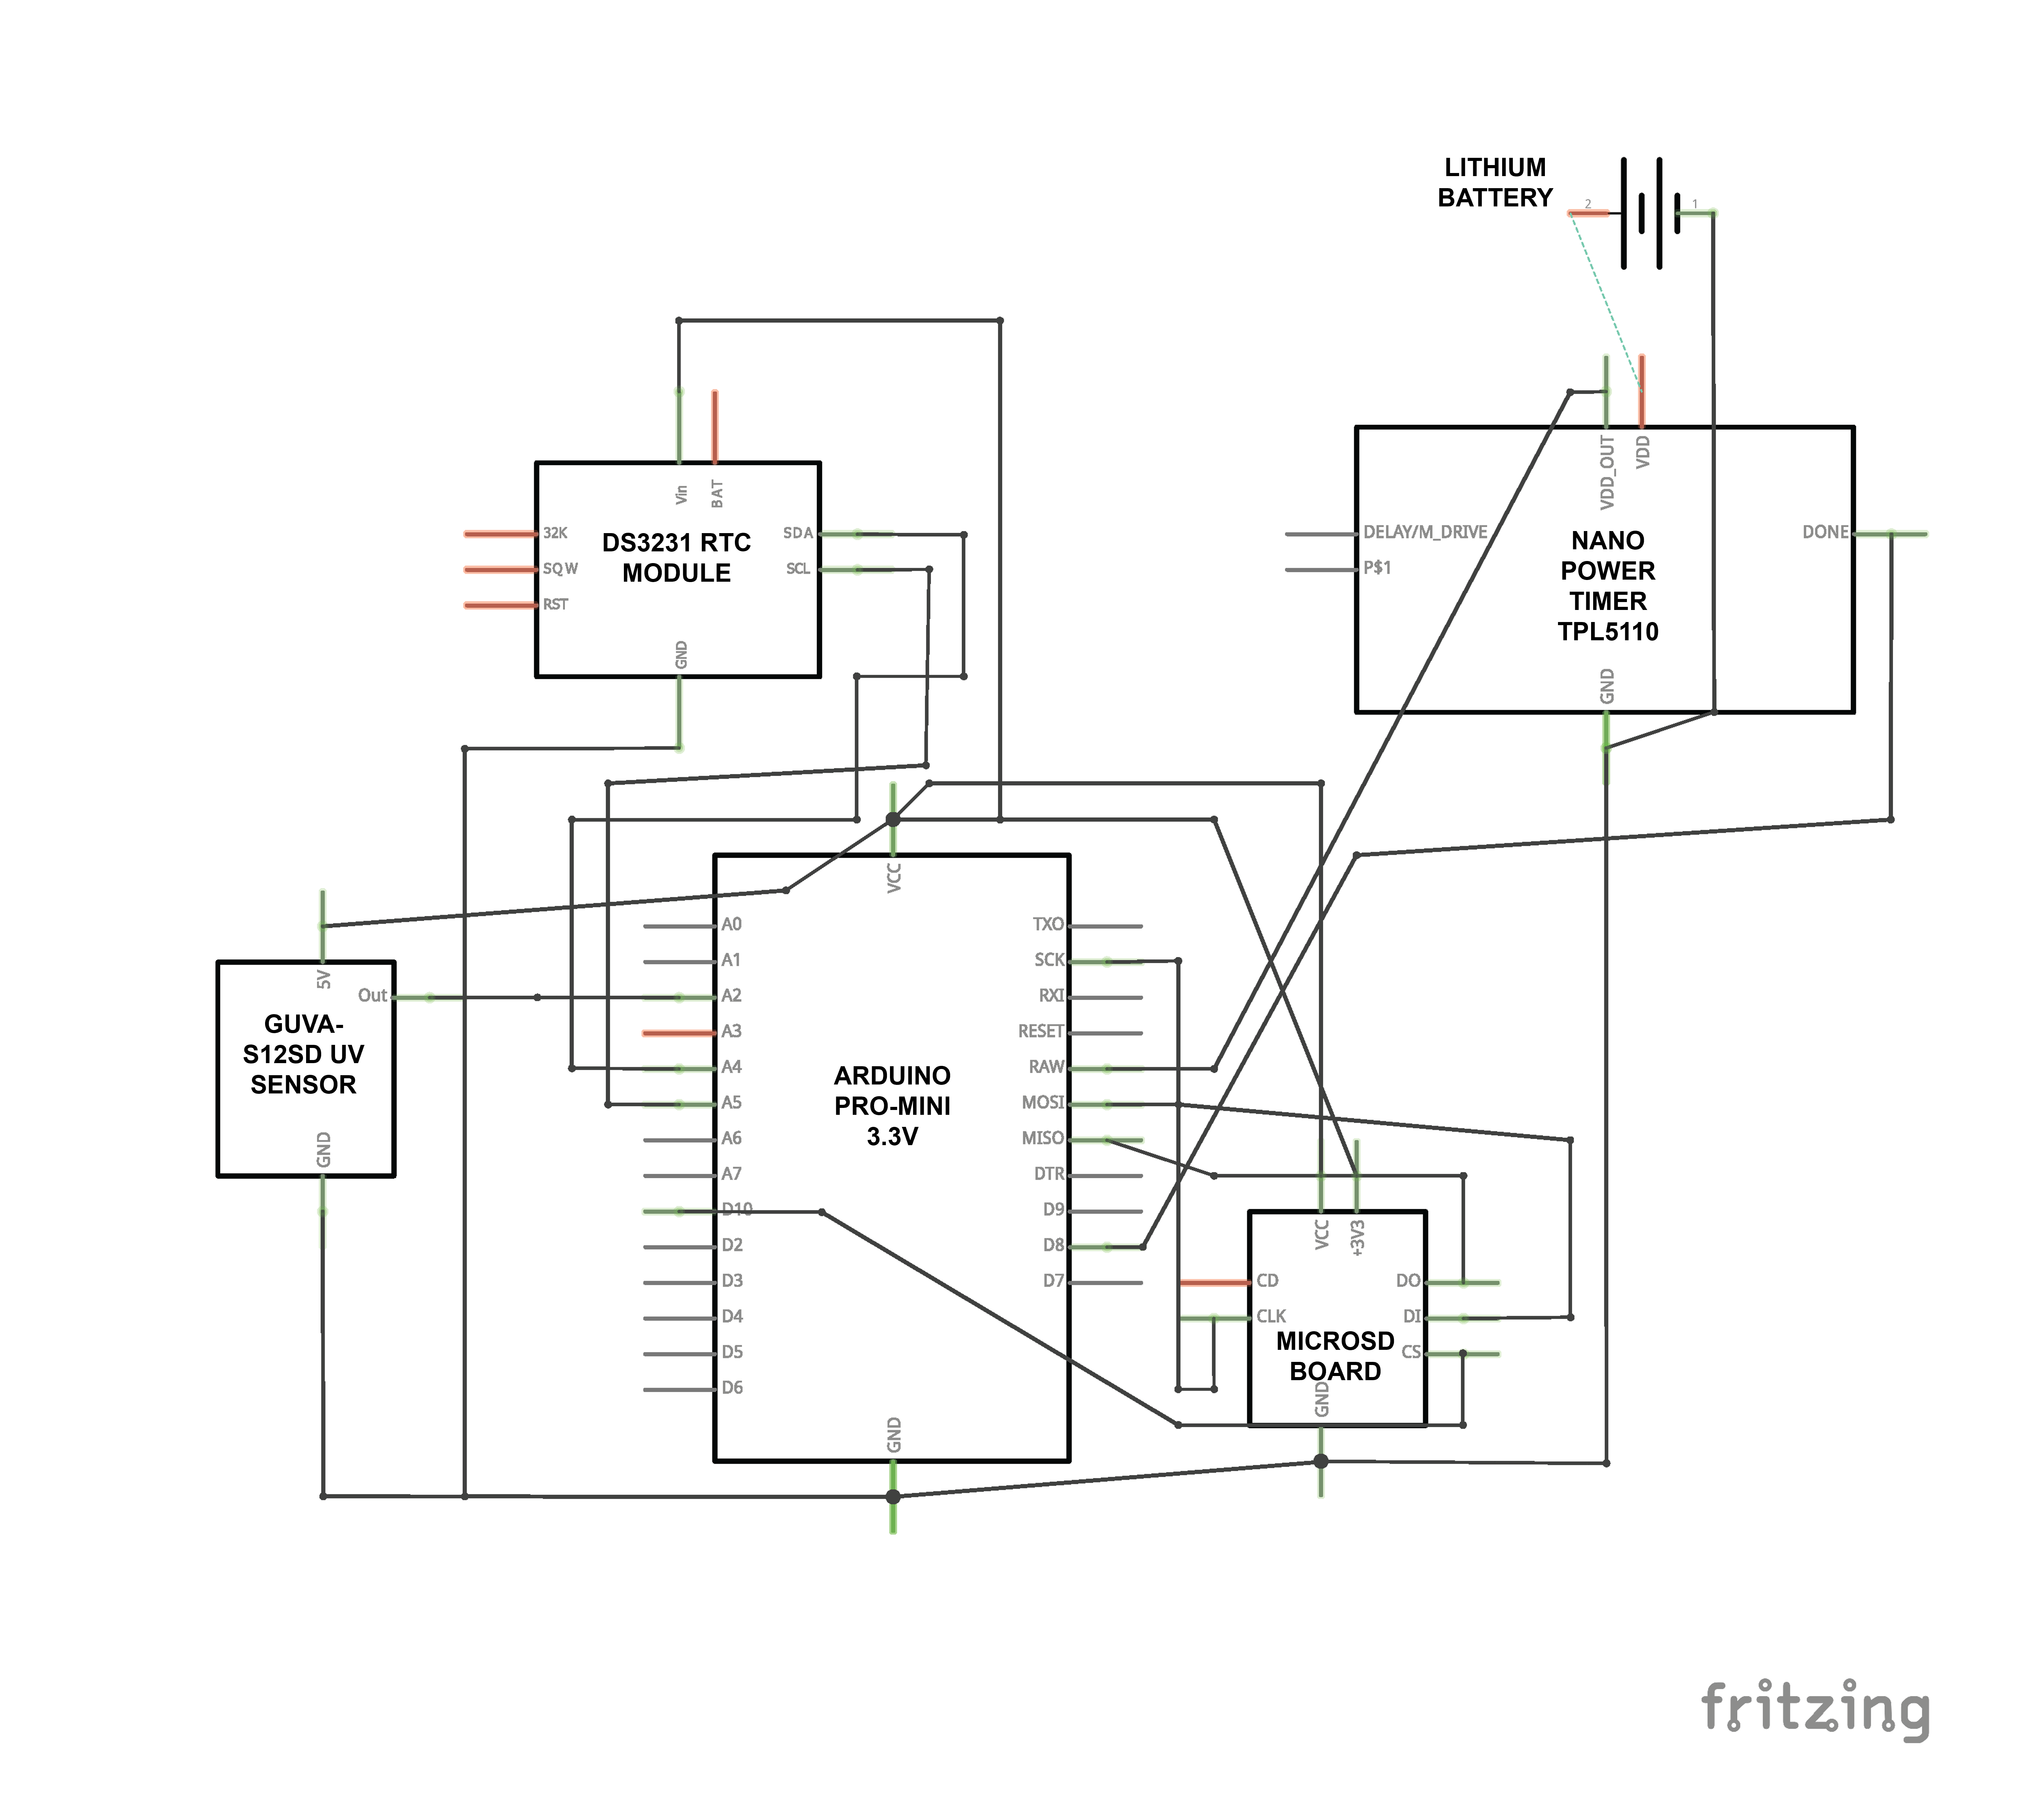 LITHIUM
BATTERY
2
1
Vin
BAT
32K
SQW
RST
SDA
SCL
DS3231 RTC
MODULE
GND
VDD_OUT
VDD
DELAY/M_DRIVE
P$1
DONE
NANO
POWER
TIMER
TPL5110
GND
5V
Out
GUVA-
S12SD UV
SENSOR
GND
VCC
A0
A1
A2
A3
A4
A5
A6
A7
D10
D2
D3
D4
D5
D6
TXO
SCK
RXI
RESET
RAW
MOSI
MISO
DTR
D9
D8
D7
ARDUINO
PRO-MINI
3.3V
GND
VCC
+3V3
CD
CLK
DO
DI
CS
MICROSD
BOARD
GND
fritzing